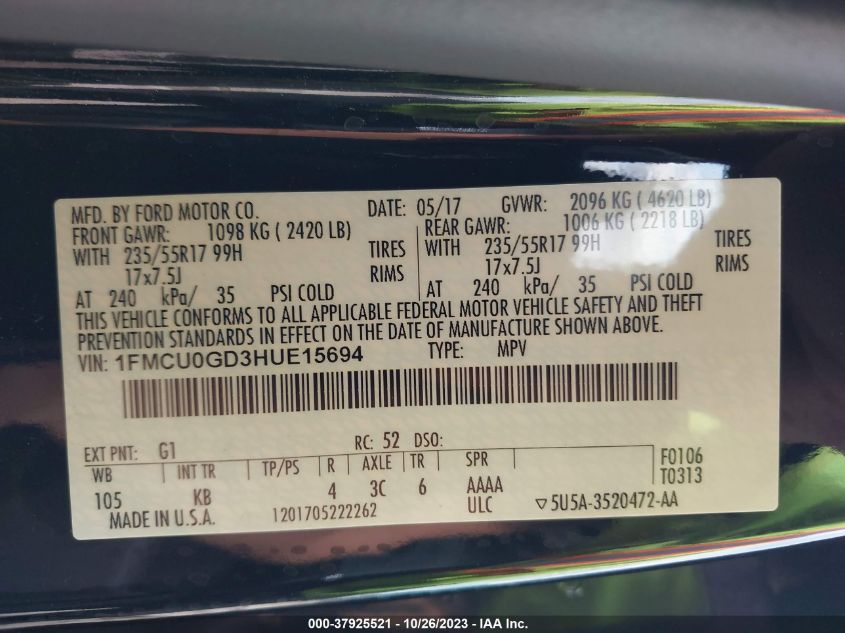 MFD. BY FORD MOTOR CO. DATE: 05/17 GVWR: 2096 KG ( 4620 LB)
FRONT GAWR: 1098 KG ( 2420 LB) REAR GAWR: 1006 KG ( 2218 LB)
WITH 235/55R17 99H TIRES WITH 235/55R17 99H TIRES
17x7.5J RIMS 17x7.5J RIMS
AT 240 kPa/ 35 PSI COLD AT 240 kPa/ 35 PSI COLD
THIS VEHICLE CONFORMS TO ALL APPLICABLE FEDERAL MOTOR VEHICLE SAFETY AND THEFT
PREVENTION STANDARDS IN EFFECT ON THE DATE OF MANUFACTURE SHOWN ABOVE.
VIN: 1FMCU0GD3HUE15694 TYPE: MPV
EXT PNT: G1 RC: 52 DSO: F0106
WB INT TR TP/PS R AXLE TR SPR T0313
105 KB 4 3C 6 AAAA
MADE IN U.S.A. 1201705222262 ULC ▽5U5A-3520472-AA
000-37925521 - 10/26/2023 - IAA Inc.